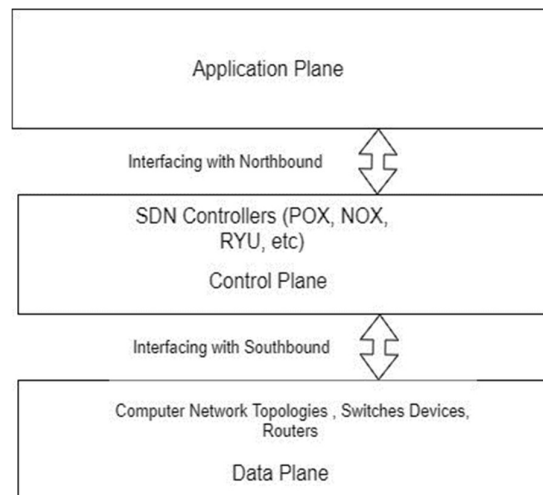 Application Plane
Interfacing with Northbound
SDN Controllers (POX, NOX,
RYU, etc)
Control Plane
Interfacing with Southbound
Computer Network Topologies , Switches Devices,
Routers
Data Plane